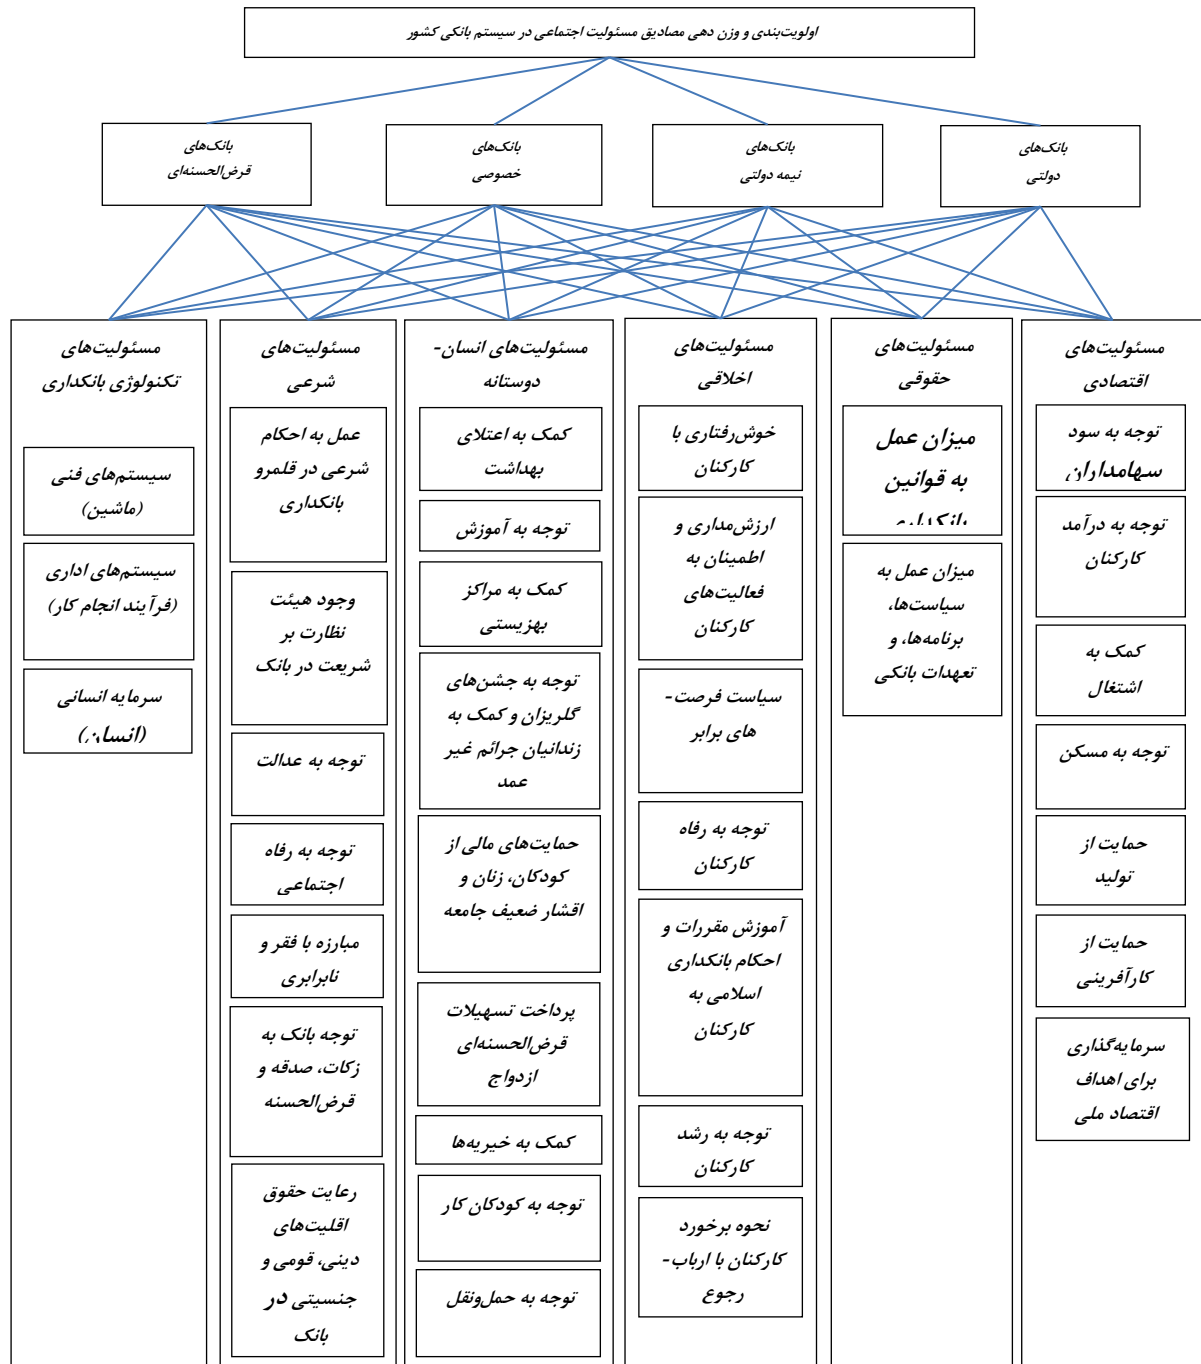 اولویت‌بندی و وزن دهی مصادیق مسئولیت اجتماعی در سیستم بانکی کشور
بانک‌های
دولتی
بانک‌های
نیمه دولتی
بانک‌های
خصوصی
بانک‌های
قرض‌الحسنه‌ای
مسئولیت‌های
اقتصادی
توجه به سود
سهامداران
توجه به درآمد
کارکنان
کمک به
اشتغال
توجه به مسکن
حمایت از
تولید
حمایت از
کارآفرینی
سرمایه‌گذاری
برای اهداف
اقتصاد ملی
مسئولیت‌های
حقوقی
میزان عمل
به قوانین
بانکداری
میزان عمل به
سیاست‌ها،
برنامه‌ها، و
تعهدات بانکی
مسئولیت‌های
اخلاقی
خوش‌رفتاری با
کارکنان
ارزش‌مداری و
اطمینان به
فعالیت‌های
کارکنان
سیاست فرصت-
های برابر
توجه به رفاه
کارکنان
آموزش مقررات و
احکام بانکداری
اسلامی به
کارکنان
توجه به رشد
کارکنان
نحوه برخورد
کارکنان با ارباب-
رجوع
مسئولیت‌های انسان-
دوستانه
کمک به اعتلای
بهداشت
توجه به آموزش
کمک به مراکز
بهزیستی
توجه به جشن‌های
گلریزان و کمک به
زندانیان جرائم غیر
عمد
حمایت‌های مالی از
کودکان، زنان و
اقشار ضعیف جامعه
پرداخت تسهیلات
قرض‌الحسنه‌ای
ازدواج
کمک به خیریه‌ها
توجه به کودکان کار
توجه به حمل‌ونقل
مسئولیت‌های
شرعی
عمل به احکام
شرعی در قلمرو
بانکداری
وجود هیئت
نظارت بر
شریعت در بانک
توجه به عدالت
توجه به رفاه
اجتماعی
مبارزه با فقر و
نابرابری
توجه بانک به
زکات، صدقه و
قرض‌الحسنه
رعایت حقوق
اقلیت‌های
دینی، قومی و
جنسیتی در
بانک
مسئولیت‌های
تکنولوژی بانکداری
سیستم‌های فنی
(ماشین)
سیستم‌های اداری
(فرآیند انجام کار)
سرمایه انسانی
(انسان)